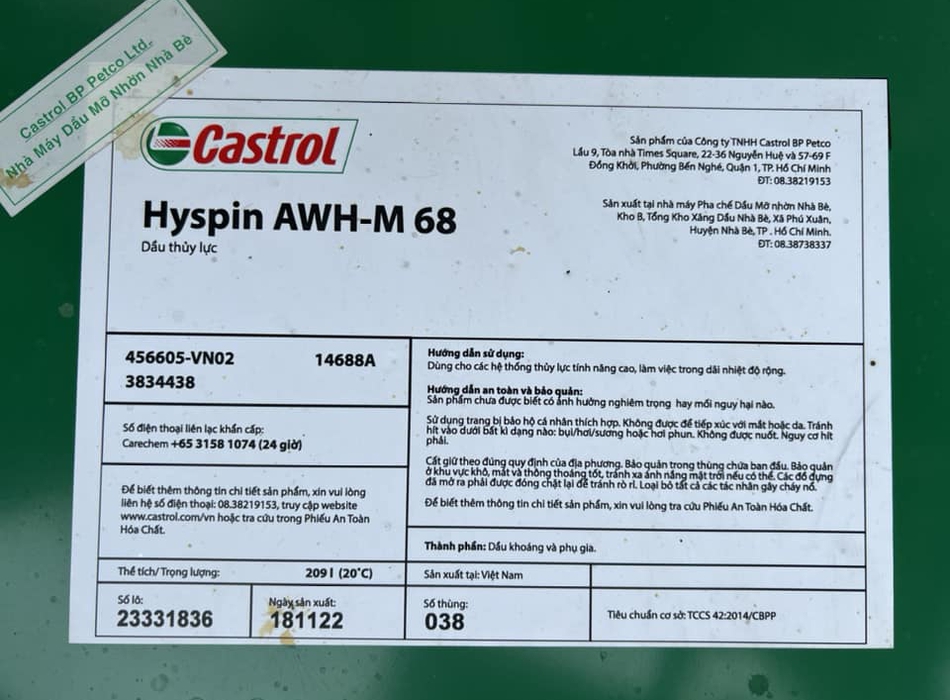 Castrol BP Petco Ltd.
Nhà Máy Dầu Mỡ Nhờn Nhà Bè
Castrol
Sản phẩm của Công ty TNHH Castrol BP Petco
Lầu 9, Tòa nhà Times Square, 22-36 Nguyễn Huệ và 57-69 F
Đồng Khởi, Phường Bến Nghé, Quận 1, TP. Hồ Chí Minh
ĐT: 08.38219153
Sản xuất tại nhà máy Pha chế Dầu Mỡ nhờn Nhà Bè,
Kho B, Tổng Kho Xăng Dầu Nhà Bè, Xã Phú Xuân,
Huyện Nhà Bè, TP . Hồ Chí Minh.
ĐT: 08.38738337
Hyspin AWH-M 68
Dầu thủy lực
456605-VN02 14688A
3834438
Số điện thoại liên lạc khẩn cấp:
Carechem +65 3158 1074 (24 giờ)
Để biết thêm thông tin chi tiết sản phẩm, xin vui lòng
liên hệ số điện thoại: 08.38219153, truy cập website
www.castrol.com/vn hoặc tra cứu trong Phiếu An Toàn
Hóa Chất.
Hướng dẫn sử dụng:
Dùng cho các hệ thống thủy lực tính năng cao, làm việc trong dãi nhiệt độ rộng.
Hướng dẫn an toàn và bảo quản:
Sản phẩm chưa được biết có ảnh hưởng nghiêm trọng hay mối nguy hại nào.
Sử dụng trang bị bảo hộ cá nhân thích hợp. Không được để tiếp xúc với mắt hoặc da. Tránh
hít vào dưới bất kì dạng nào: bụi/hơi/sương hoặc hơi phun. Không được nuốt. Nguy cơ hít
phải.
Cất giữ theo đúng quy định của địa phương. Bảo quản trong thùng chứa ban đầu. Bảo quản
ở khu vực khô, mát và thông thoáng tốt, tránh xa ánh nắng mặt trời nếu có thể. Các đồ đựng
đã mở ra phải được đóng chặt lại để tránh rò rỉ. Loại bỏ tất cả các tác nhân gây cháy nổ.
Để biết thêm thông tin chi tiết sản phẩm, xin vui lòng tra cứu Phiếu An Toàn Hóa Chất.
Thành phần: Dầu khoáng và phụ gia.
Thể tích/ Trọng lượng: 209 l (20°C)
Sản xuất tại: Việt Nam
Số lô:
23331836
Ngày sản xuất:
181122
Số thùng:
038
Tiêu chuẩn cơ sở: TCCS 42:2014/CBPP